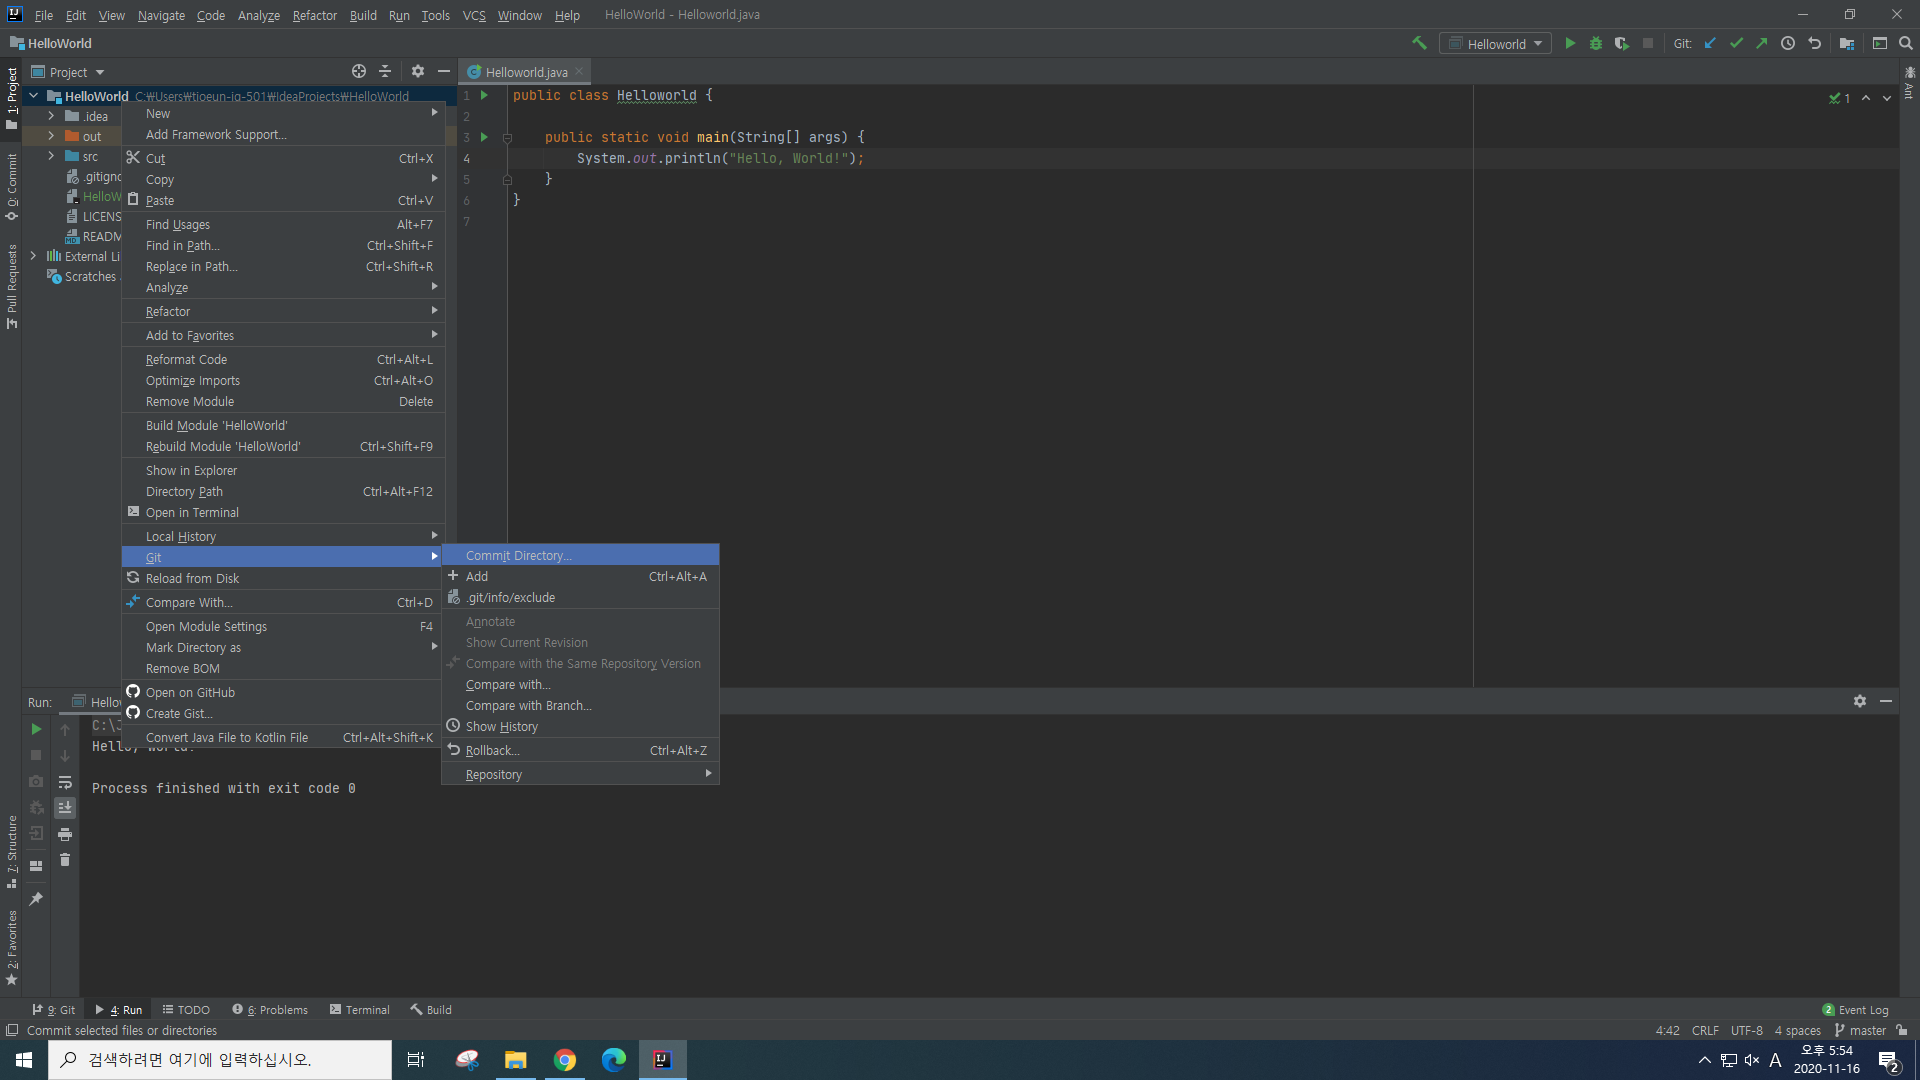 File Edit View Navigate Code Analyze Refactor Build Run Tools VCS Window Help HelloWorld - Helloworld.java
HelloWorld
Helloworld
Git:
Project
Helloworld.java
1: Project
0: Commit
Pull Requests
7: Structure
2: Favorites
Ant
HelloWorld C:₩Users₩tjoeun-jg-501₩IdeaProjects₩HelloWorld
.idea
out
src
.gitigno
HelloW
LICENS
READM
External Li
Scratches
New
Add Framework Support...
Cut Ctrl+X
Copy
Paste Ctrl+V
Find Usages Alt+F7
Find in Path... Ctrl+Shift+F
Replace in Path... Ctrl+Shift+R
Analyze
Refactor
Add to Favorites
Reformat Code Ctrl+Alt+L
Optimize Imports Ctrl+Alt+O
Remove Module Delete
Build Module 'HelloWorld'
Rebuild Module 'HelloWorld' Ctrl+Shift+F9
Show in Explorer
Directory Path Ctrl+Alt+F12
Open in Terminal
Local History
Git
Reload from Disk
Compare With... Ctrl+D
Open Module Settings F4
Mark Directory as
Remove BOM
Open on GitHub
Create Gist...
Convert Java File to Kotlin File Ctrl+Alt+Shift+K
Commit Directory...
Add Ctrl+Alt+A
.git/info/exclude
Annotate
Show Current Revision
Compare with the Same Repository Version
Compare with...
Compare with Branch...
Show History
Rollback... Ctrl+Alt+Z
Repository
1 public class Helloworld {
2
3 public static void main(String[] args) {
4 System.out.println("Hello, World!");
5 }
6 }
7
1
Run: Hellow
C:\J
Hello, World!
Process finished with exit code 0
9: Git 4: Run TODO 6: Problems Terminal Build
2 Event Log
Commit selected files or directories
4:42 CRLF UTF-8 4 spaces master
검색하려면 여기에 입력하십시오.
A
오후 5:54
2020-11-16
2